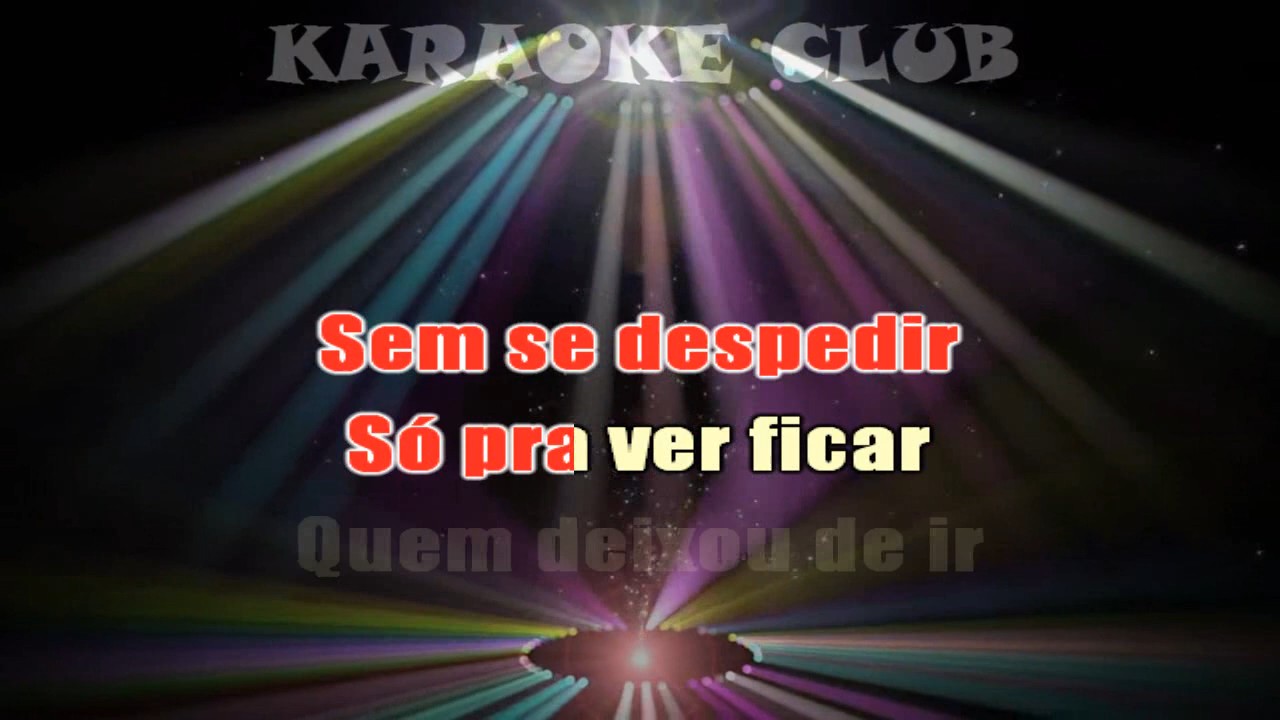 KARAOKE CLUB
Sem se despedir
Só pra ver ficar
Quem deixou de ir